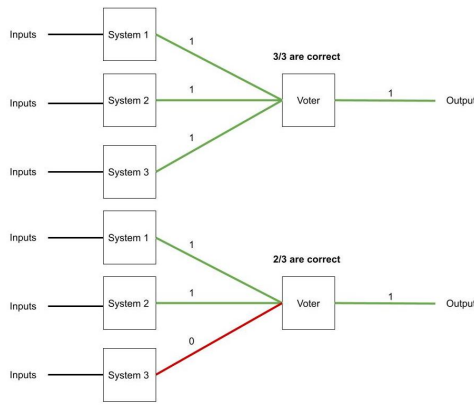 Inputs
System 1
1
3/3 are correct
Inputs
System 2
1
Voter
1
Output
1
Inputs
System 3
Inputs
System 1
1
2/3 are correct
Inputs
System 2
1
Voter
1
Output
0
Inputs
System 3